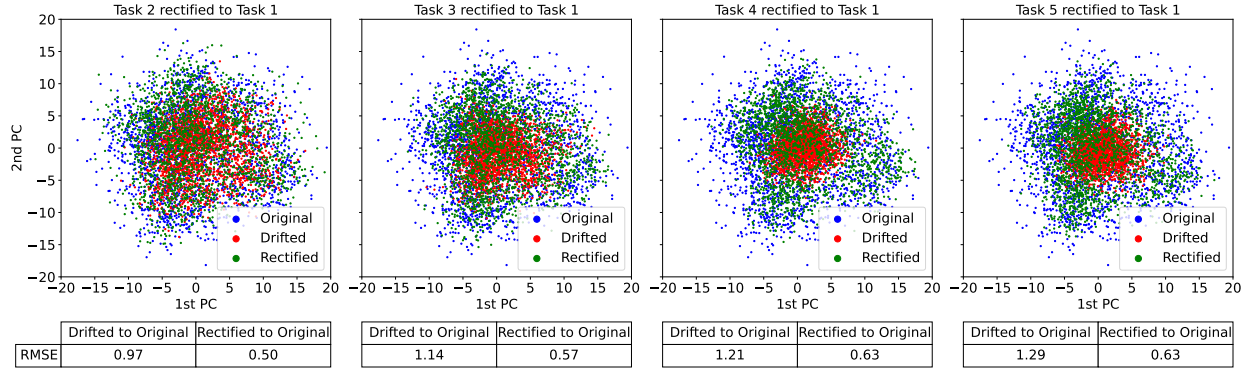 Task 2 rectified to Task 1
Task 3 rectified to Task 1
Task 4 rectified to Task 1
Task 5 rectified to Task 1
20
15
10
5
0
−5
−10
−15
−20
2nd PC
Original
Drifted
Rectified
Original
Drifted
Rectified
Original
Drifted
Rectified
Original
Drifted
Rectified
−20 −15 −10 −5 0 5 10 15 20
−20 −15 −10 −5 0 5 10 15 20
−20 −15 −10 −5 0 5 10 15 20
−20 −15 −10 −5 0 5 10 15 20
1st PC
1st PC
1st PC
1st PC
Drifted to Original Rectified to Original
RMSE 0.97 0.50
Drifted to Original Rectified to Original
1.14 0.57
Drifted to Original Rectified to Original
1.21 0.63
Drifted to Original Rectified to Original
1.29 0.63